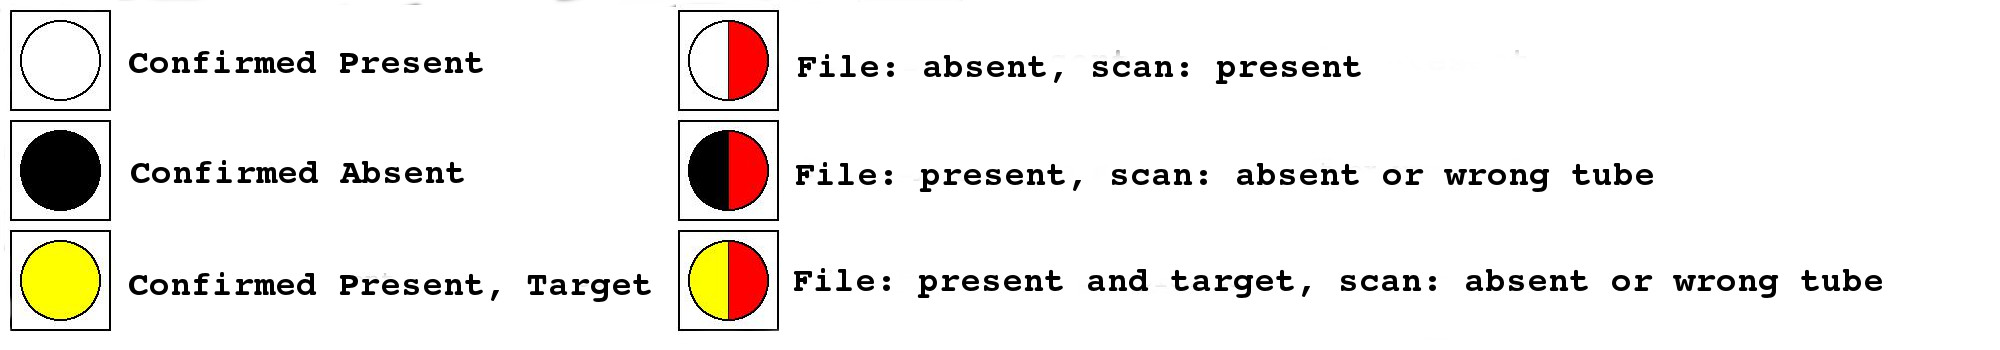 Confirmed Present
File: absent, scan: present
Confirmed Absent
File: present, scan: absent or wrong tube
Confirmed Present, Target
File: present and target, scan: absent or wrong tube